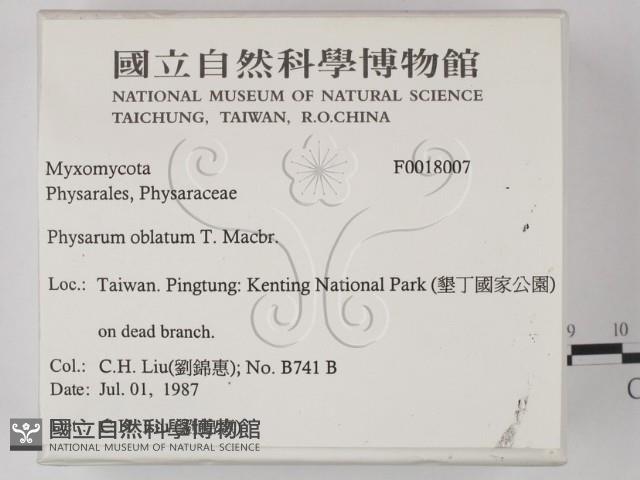 國立自然科學博物館
NATIONAL MUSEUM OF NATURAL SCIENCE
TAICHUNG, TAIWAN, R.O.CHINA
Myxomycota F0018007
Physarales, Physaraceae
Physarum oblatum T. Macbr.
Loc.: Taiwan. Pingtung: Kenting National Park (墾丁國家公園)
on dead branch.
Col.: C.H. Liu(劉錦惠); No. B741 B
Date: Jul. 01, 1987
國立自然科學博物館
NATIONAL MUSEUM OF NATURAL SCIENCE
9 10